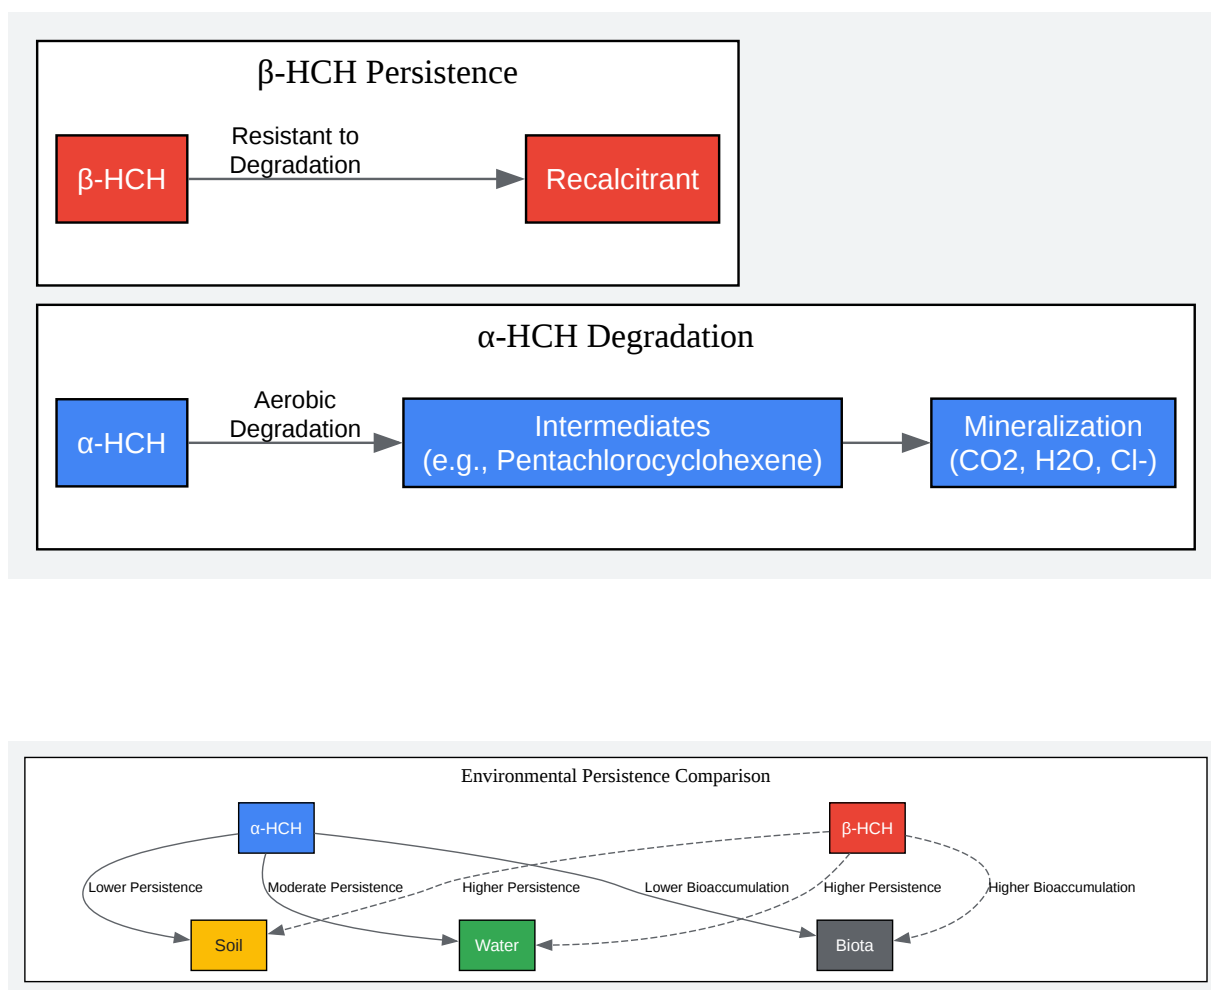 β-HCH Persistence
Resistant to
Degradation
β-HCH
Recalcitrant
α-HCH Degradation
Aerobic
Degradation
α-HCH
Intermediates
(e.g., Pentachlorocyclohexene)
Mineralization
(CO2, H2O, Cl-)
Environmental Persistence Comparison
α-HCH
β-HCH
Lower Persistence
Moderate Persistence
Higher Persistence
Lower Bioaccumulation
Higher Persistence
Higher Bioaccumulation
Soil
Water
Biota